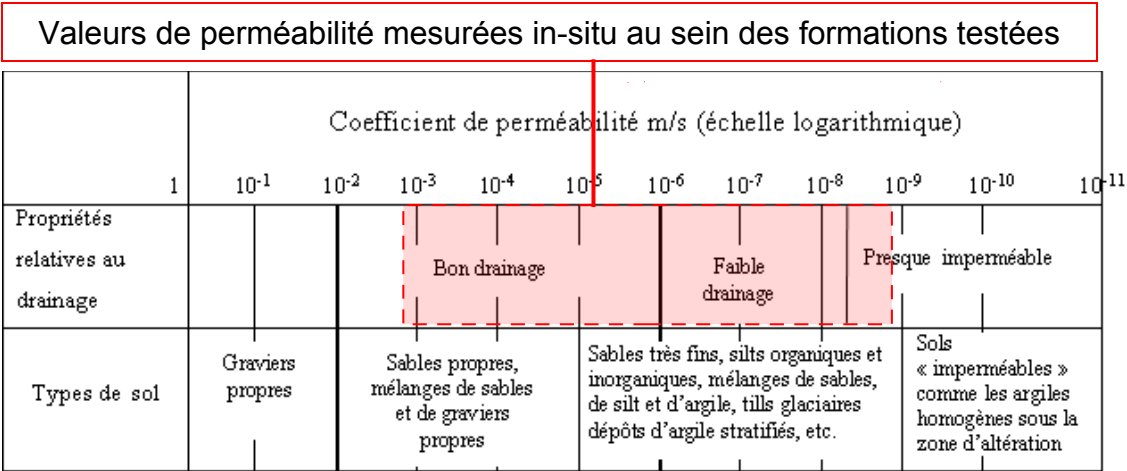 Valeurs de perméabilité mesurées in-situ au sein des formations testées
Coefficient de perméabilité m/s (échelle logarithmique)
1 10⁻¹ 10⁻² 10⁻³ 10⁻⁴ 10⁻⁵ 10⁻⁶ 10⁻⁷ 10⁻⁸ 10⁻⁹ 10⁻¹⁰ 10⁻¹¹
Propriétés
relatives au
drainage
Bon drainage
Faible
drainage
Presque imperméable
Types de sol
Graviers
propres
Sables propres,
mélanges de sables
et de graviers
propres
Sables très fins, silts organiques et
inorganiques, mélanges de sables,
de silt et d'argile, tills glaciaires
dépôts d'argile stratifiés, etc.
Sols
« imperméables »
comme les argiles
homogènes sous la
zone d'altération